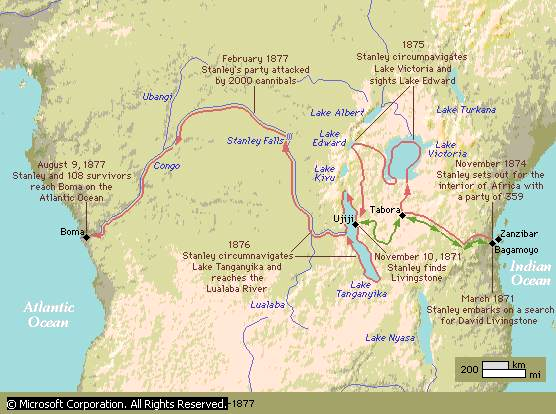 1875
Stanley circumnavigates
Lake Victoria and
sights Lake Edward
February 1877
Stanley's party attacked
by 2000 cannibals
Ubangi
Lake Albert
Lake Turkana
Stanley Falls
Lake
Edward
Lake
Victoria
Congo
August 9, 1877
Stanley and 108 survivors
reach Boma on the
Atlantic Ocean
Lake
Kivu
November 1874
Stanley sets out for the
interior of Africa with
a party of 359
Boma
Ujiji
Tabora
Zanzibar
Bagamoyo
1876
Stanley circumnavigates
Lake Tanganyika and
reaches the
Lualaba River
November 10, 1871
Stanley finds
Livingstone
Indian
Ocean
Lake
Tanganyika
Lualaba
Atlantic
Ocean
March 1871
Stanley embarks on a search
for David Livingstone
Lake Nyasa
200
km
mi
© Microsoft Corporation. All Rights Reserved.-1877